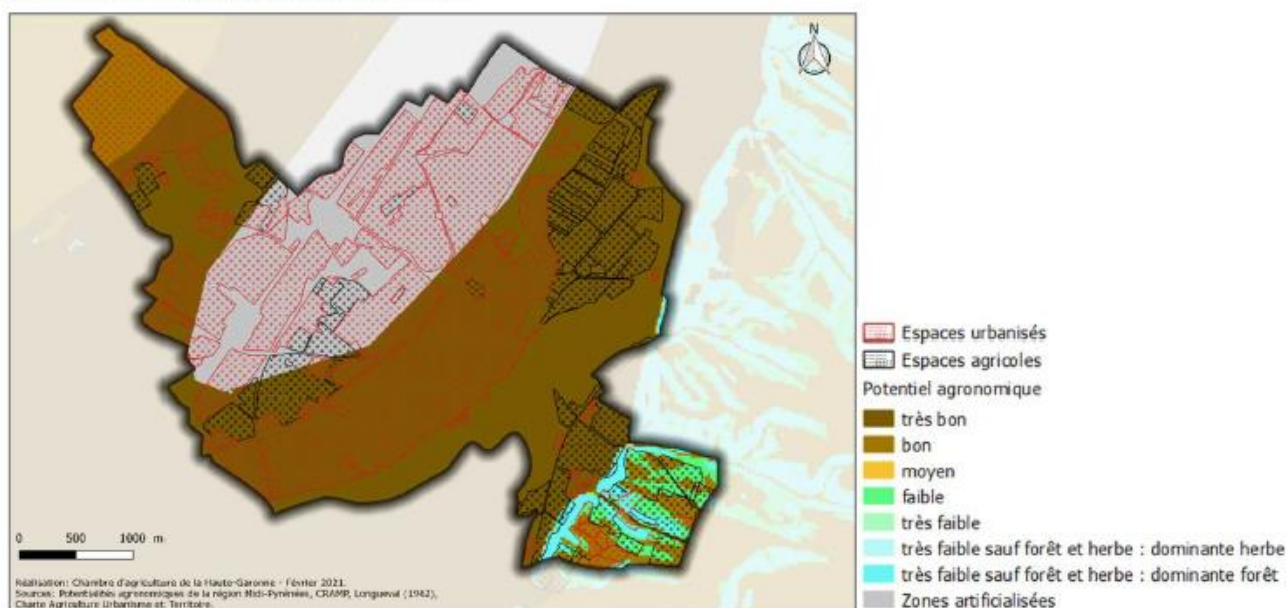 N
Espaces urbanisés
Espaces agricoles
Potentiel agronomique
très bon
bon
moyen
faible
très faible
très faible sauf forêt et herbe : dominante herbe
très faible sauf forêt et herbe : dominante forêt
Zones artificialisées
0 500 1000 m
Réalisation: Chambre d'agriculture de la Haute-Garonne - Février 2021.
Sources: Potentialités agronomiques de la région Midi-Pyrénées, CRAMP, Longueval
Charte Agriculture Urbanisme et Territoire.